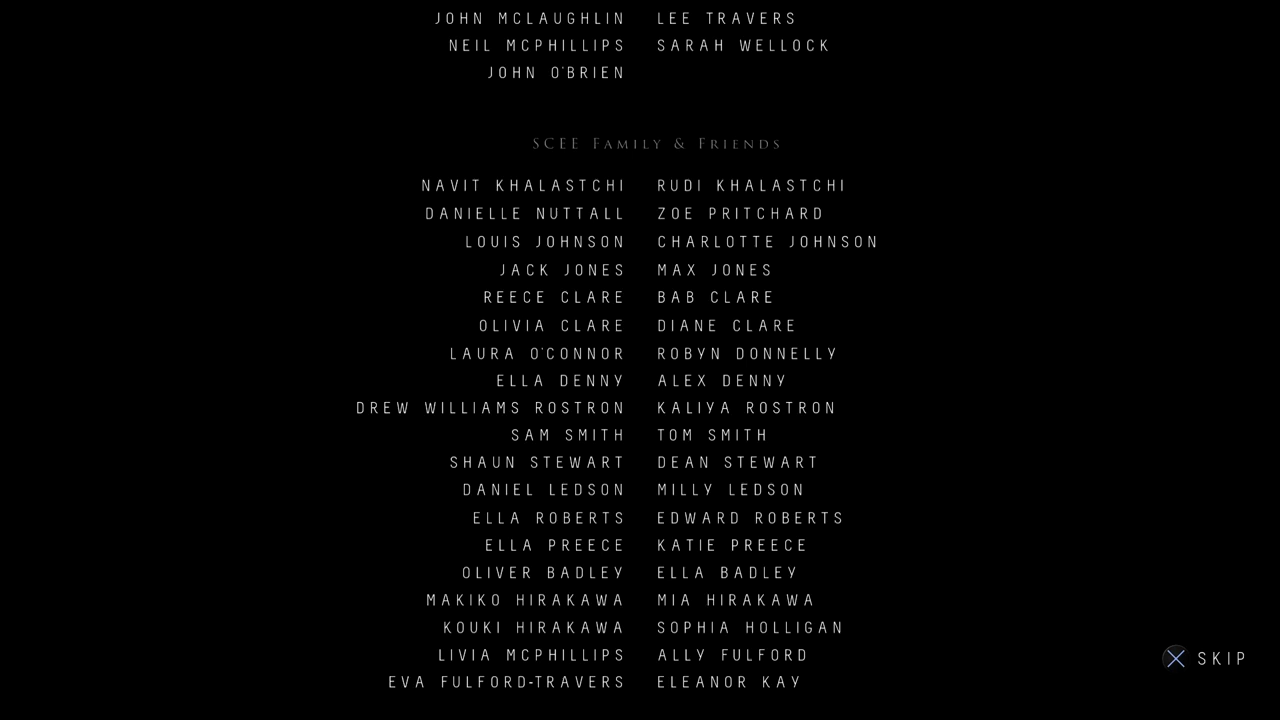 JOHN MCLAUGHLIN LEE TRAVERS
NEIL MCPHILLIPS SARAH WELLOCK
JOHN O'BRIEN
SCEE FAMILY & FRIENDS
NAVIT KHALASTCHI RUDI KHALASTCHI
DANIELLE NUTTALL ZOE PRITCHARD
LOUIS JOHNSON CHARLOTTE JOHNSON
JACK JONES MAX JONES
REECE CLARE BAB CLARE
OLIVIA CLARE DIANE CLARE
LAURA O'CONNOR ROBYN DONNELLY
ELLA DENNY ALEX DENNY
DREW WILLIAMS ROSTRON KALIYA ROSTRON
SAM SMITH TOM SMITH
SHAUN STEWART DEAN STEWART
DANIEL LEDSON MILLY LEDSON
ELLA ROBERTS EDWARD ROBERTS
ELLA PREECE KATIE PREECE
OLIVER BADLEY ELLA BADLEY
MAKIKO HIRAKAWA MIA HIRAKAWA
KOUKI HIRAKAWA SOPHIA HOLLIGAN
LIVIA MCPHILLIPS ALLY FULFORD
EVA FULFORD-TRAVERS ELEANOR KAY
SKIP